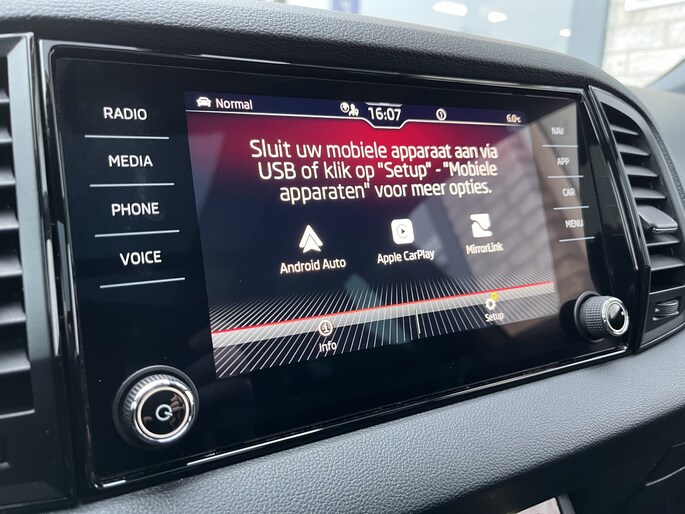 RADIO
MEDIA
PHONE
VOICE
Normal
16:07
6.0°C
Sluit uw mobiele apparaat aan via
USB of klik op "Setup" - "Mobiele
apparaten" voor meer opties.
Android Auto
Apple CarPlay
MirrorLink
Info
Setup
NAV
APP
CAR
MENU